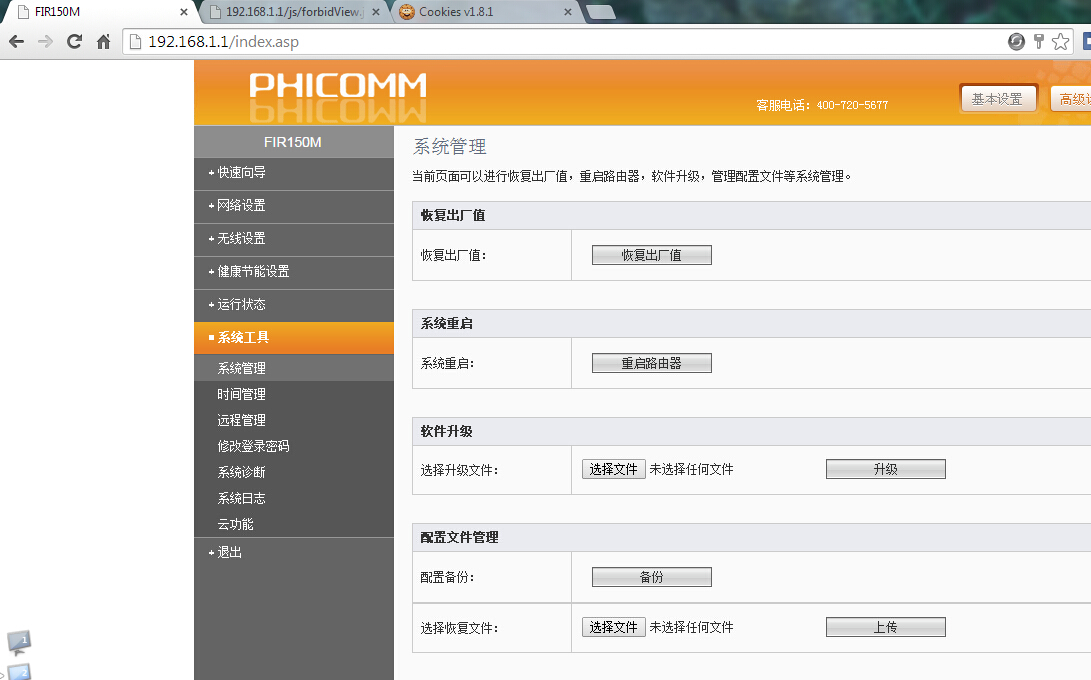 FIR150M
192.168.1.1/js/forbidView.
Cookies v1.8.1
192.168.1.1/index.asp
PHICOMM
客服电话：400-720-5677
基本设置
高级
FIR150M
快速向导
网络设置
无线设置
健康节能设置
运行状态
系统工具
系统管理
时间管理
远程管理
修改登录密码
系统诊断
系统日志
云功能
退出
系统管理
当前页面可以进行恢复出厂值，重启路由器，软件升级，管理配置文件等系统管理。
恢复出厂值
恢复出厂值： 恢复出厂值
系统重启
系统重启： 重启路由器
软件升级
选择升级文件： 选择文件 未选择任何文件 升级
配置文件管理
配置备份： 备份
选择恢复文件： 选择文件 未选择任何文件 上传
1
2